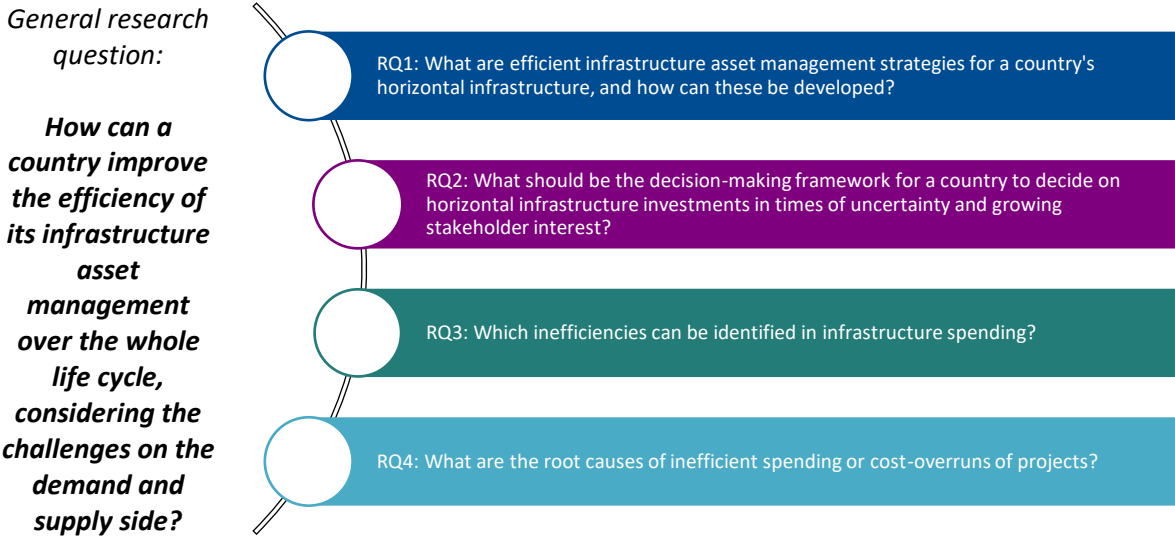 General research
question:
How can a
country improve
the efficiency of
its infrastructure
asset
management
over the whole
life cycle,
considering the
challenges on the
demand and
supply side?
RQ1: What are efficient infrastructure asset management strategies for a country's
horizontal infrastructure, and how can these be developed?
RQ2: What should be the decision-making framework for a country to decide on
horizontal infrastructure investments in times of uncertainty and growing
stakeholder interest?
RQ3: Which inefficiencies can be identified in infrastructure spending?
RQ4: What are the root causes of inefficient spending or cost-overruns of projects?